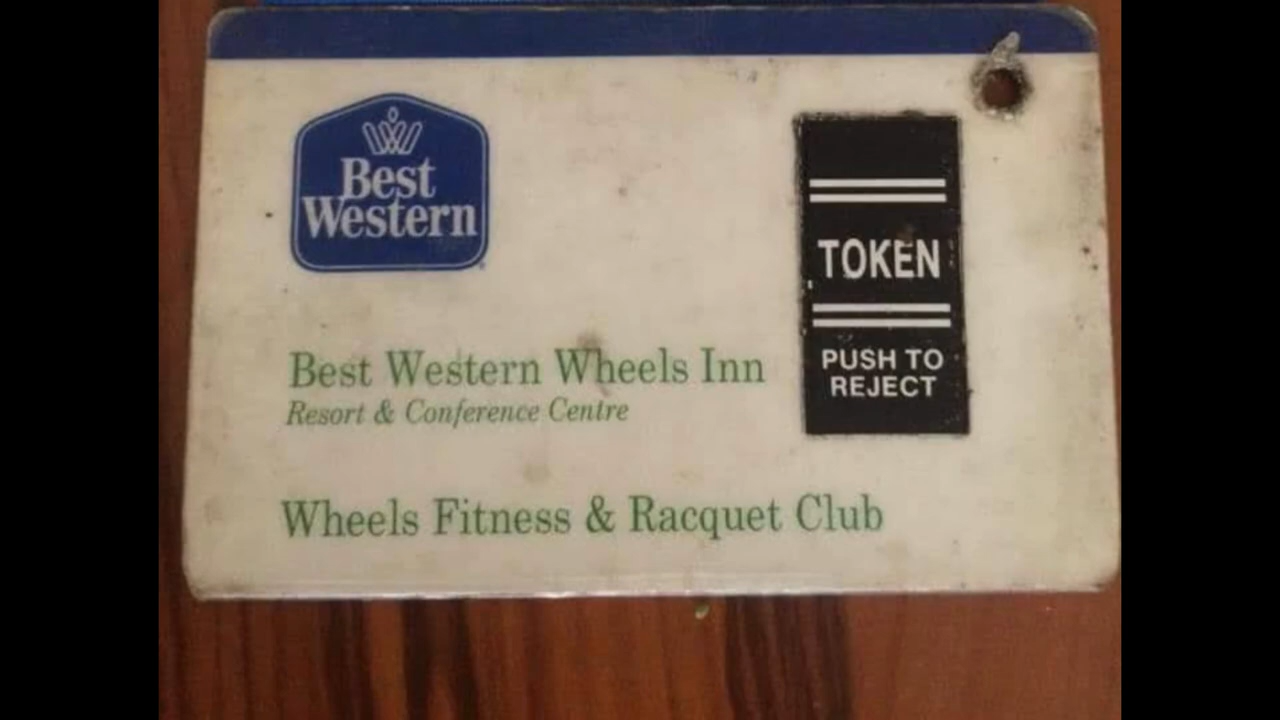 Best
Western
Best Western Wheels Inn
Resort & Conference Centre
Wheels Fitness & Racquet Club
TOKEN
PUSH TO
REJECT